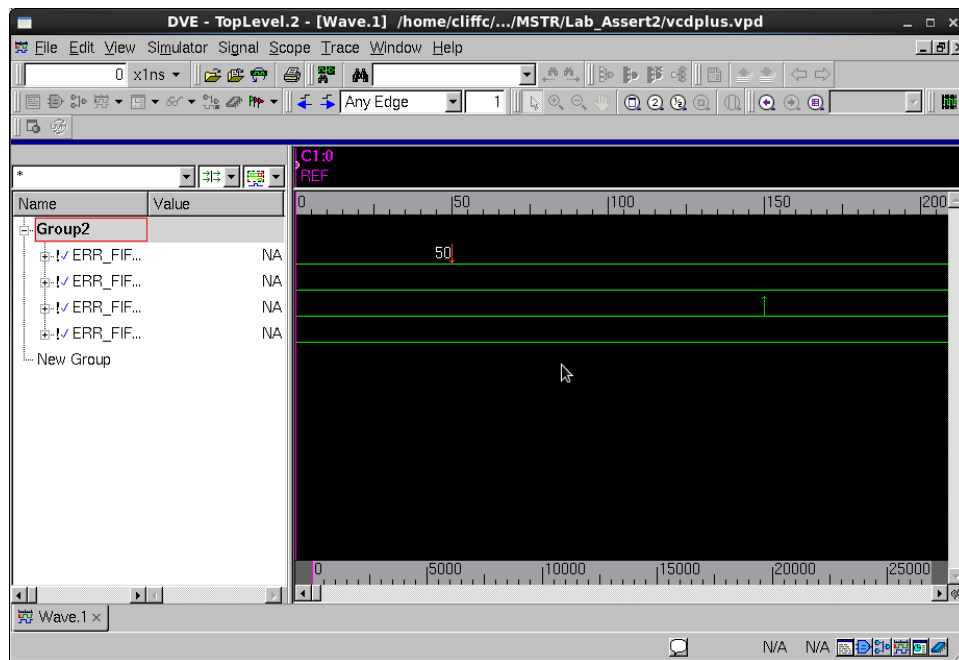 DVE - TopLevel.2 - [Wave.1] /home/cliffc/.../MSTR/Lab_Assert2/vcdplus.vpd
File Edit View Simulator Signal Scope Trace Window Help
0 x1ns
Any Edge 1
C1:0
* REF
Name Value 0 50 100 150 200
Group2
ERR_FIF... NA 50
ERR_FIF... NA
ERR_FIF... NA
ERR_FIF... NA
New Group
0 5000 10000 15000 20000 25000
Wave.1
N/A N/A